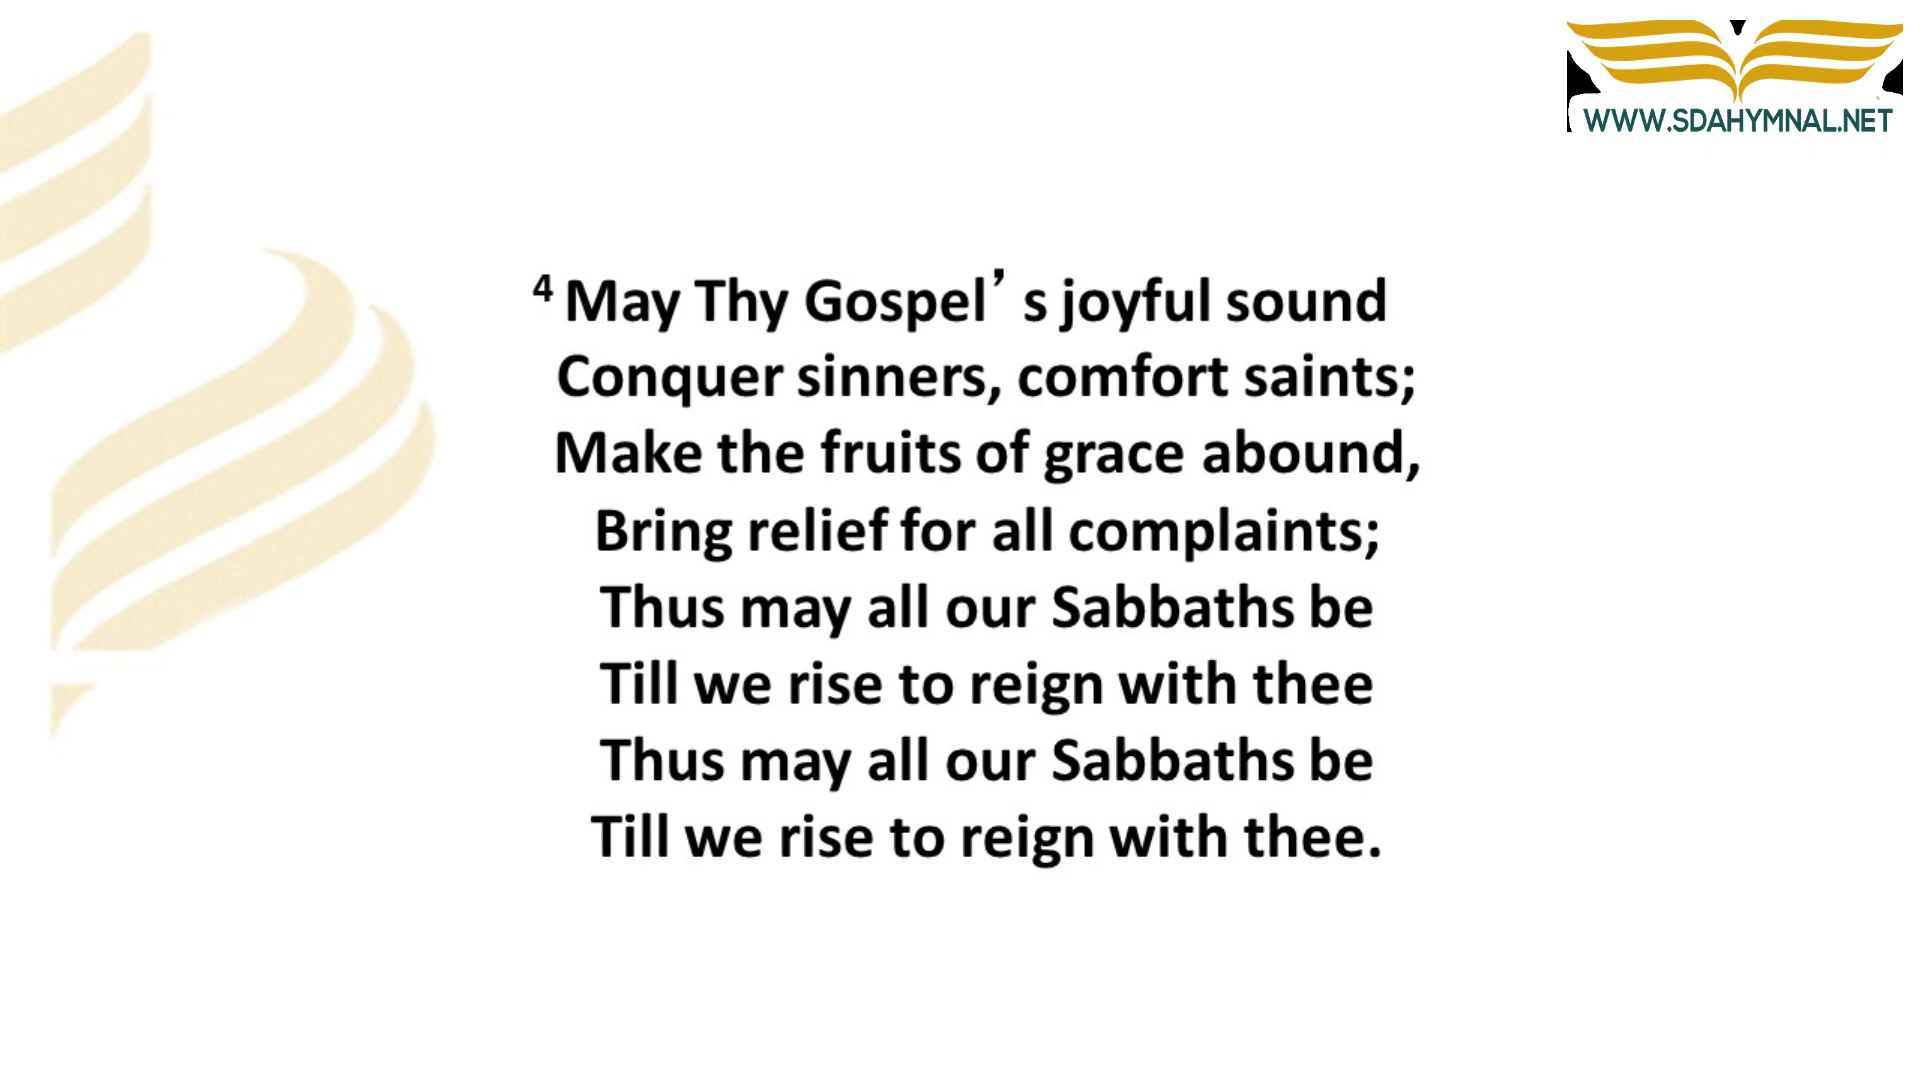 WWW.SDAHYMNAL.NET
4 May Thy Gospel’ s joyful sound
Conquer sinners, comfort saints;
Make the fruits of grace abound,
Bring relief for all complaints;
Thus may all our Sabbaths be
Till we rise to reign with thee
Thus may all our Sabbaths be
Till we rise to reign with thee.